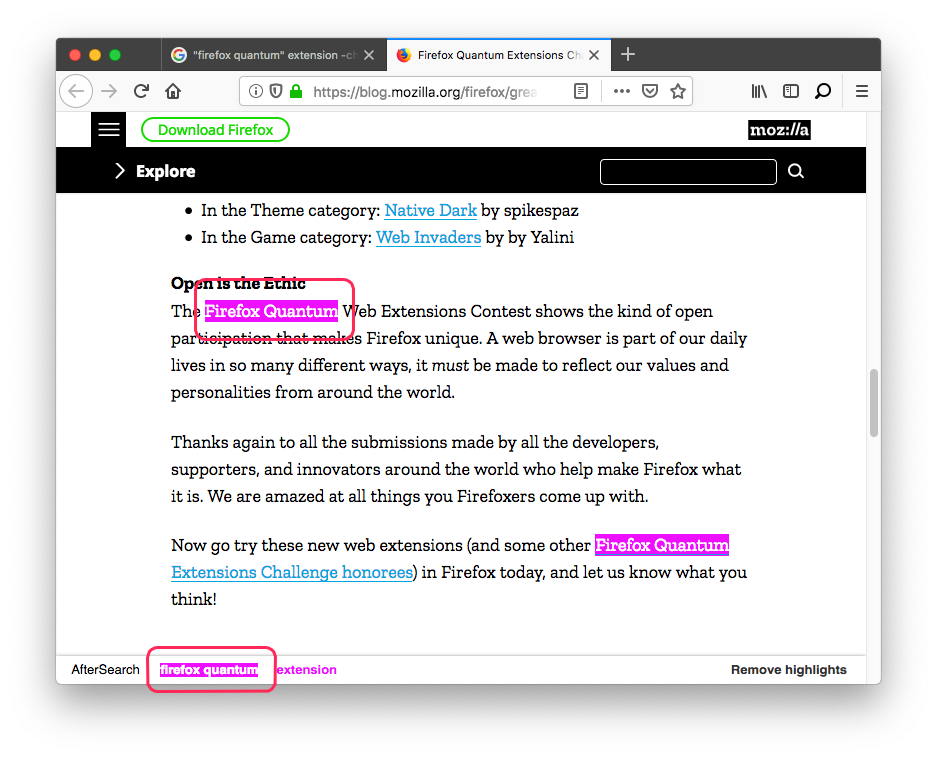 "firefox quantum" extension -ch
Firefox Quantum Extensions Ch
https://blog.mozilla.org/firefox/grea
Download Firefox
moz://a
Explore
• In the Theme category: Native Dark by spikespaz
• In the Game category: Web Invaders by by Yalini
Open is the Ethic
The Firefox Quantum Web Extensions Contest shows the kind of open
participation that makes Firefox unique. A web browser is part of our daily
lives in so many different ways, it must be made to reflect our values and
personalities from around the world.
Thanks again to all the submissions made by all the developers,
supporters, and innovators around the world who help make Firefox what
it is. We are amazed at all things you Firefoxers come up with.
Now go try these new web extensions (and some other Firefox Quantum
Extensions Challenge honorees) in Firefox today, and let us know what you
think!
AfterSearch firefox quantum extension Remove highlights